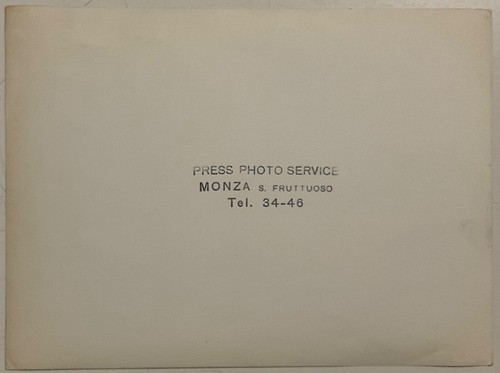 PRESS PHOTO SERVICE
MONZA S. FRUTTUOSO
Tel. 34-46